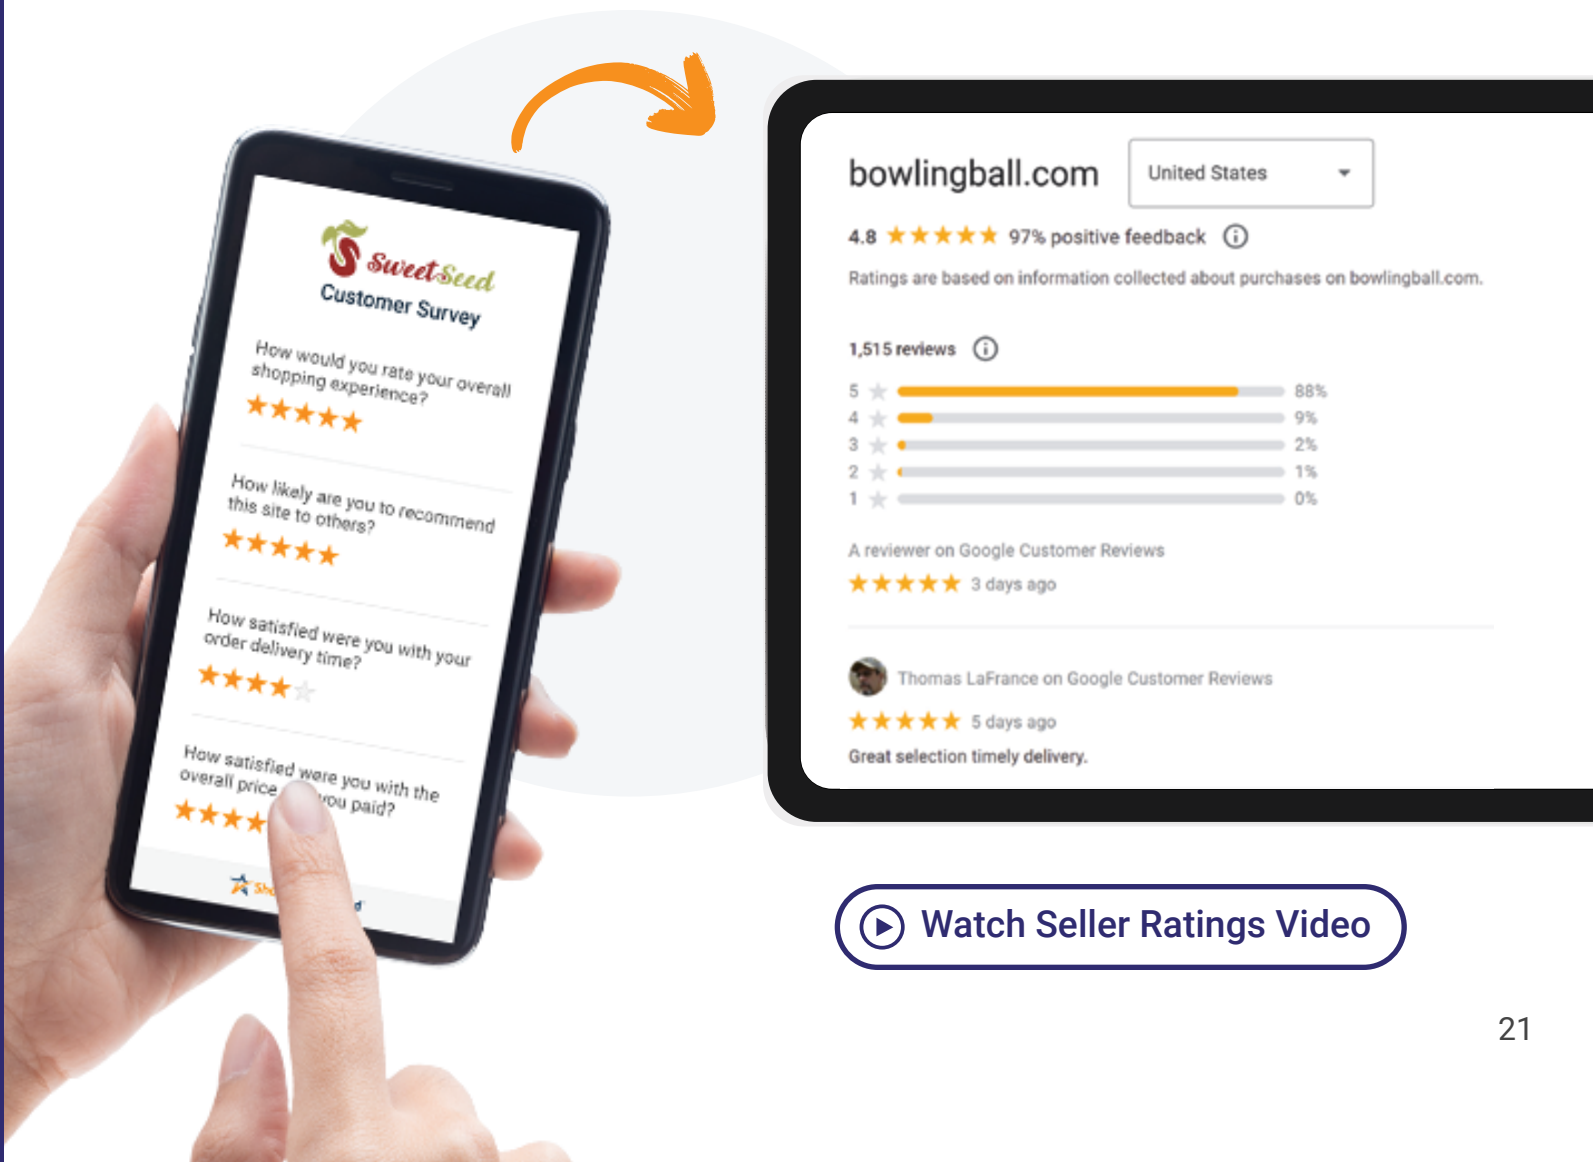 SweetSeed
Customer Survey
How would you rate your overall
shopping experience?
How likely are you to recommend
this site to others?
How satisfied were you with your
order delivery time?
How satisfied were you with the
overall price you paid?
bowlingball.com
United States
4.8 97% positive feedback
Ratings are based on information collected about purchases on bowlingball.com.
1,515 reviews
5 88%
4 9%
3 2%
2 1%
1 0%
A reviewer on Google Customer Reviews
3 days ago
Thomas LaFrance on Google Customer Reviews
5 days ago
Great selection timely delivery.
Watch Seller Ratings Video
21